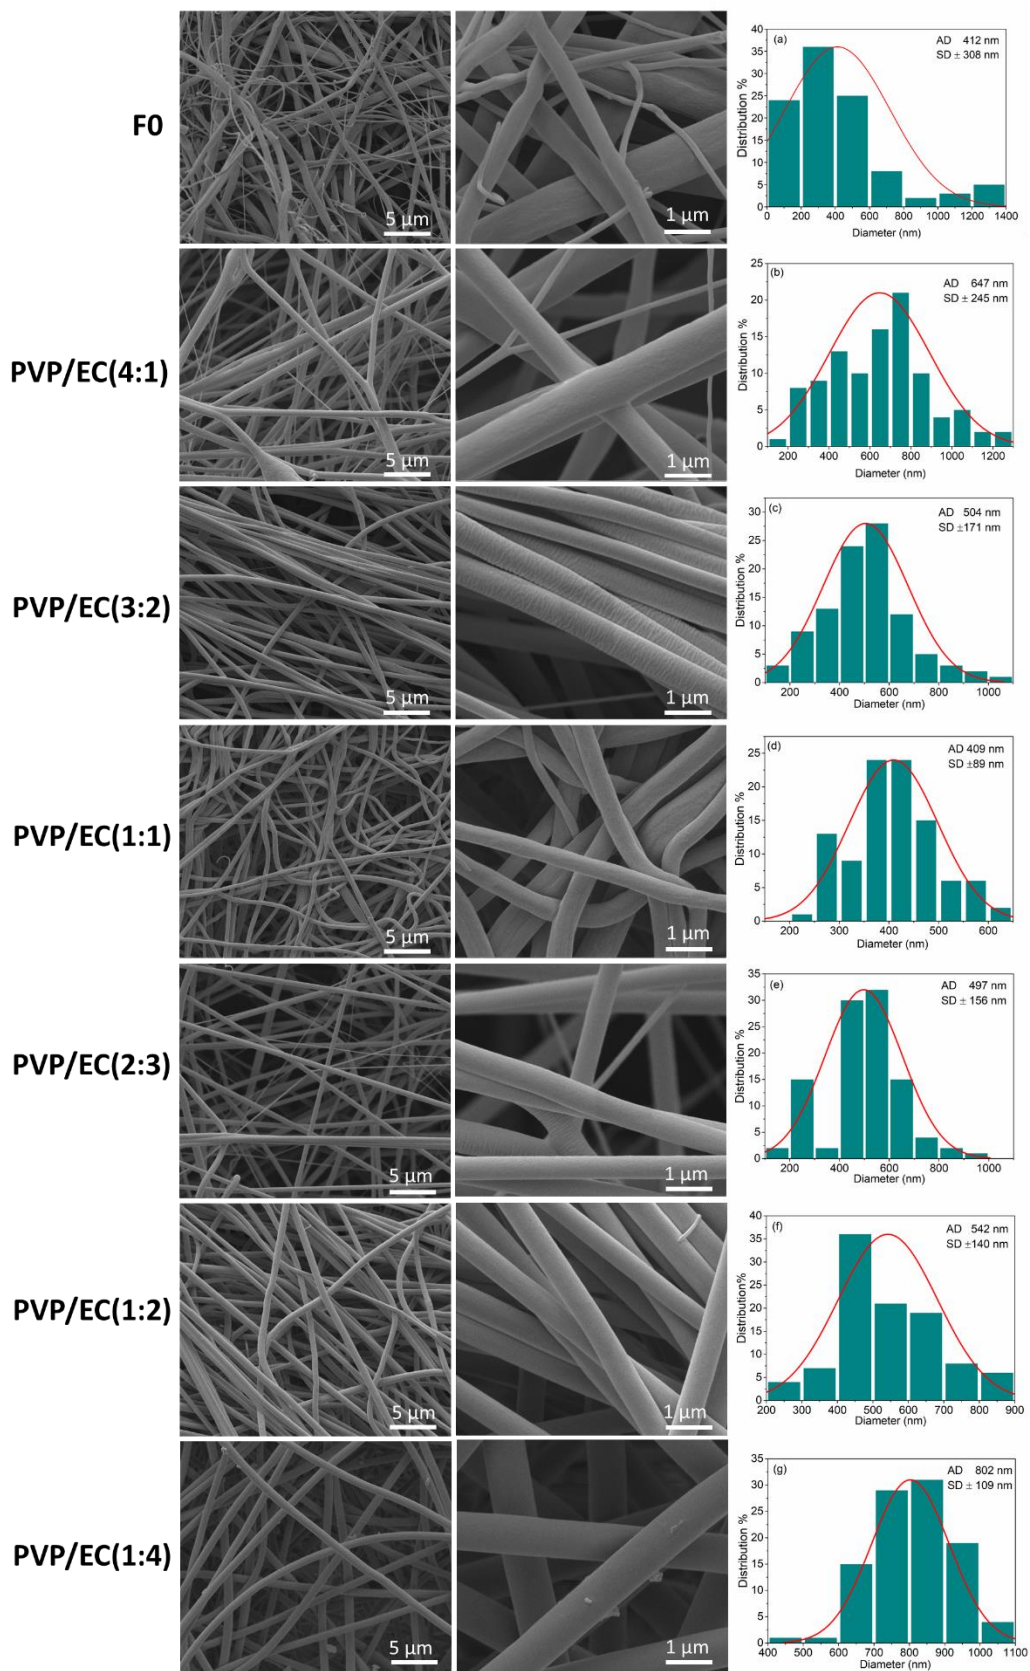 F0
5 μm
1 μm
(a)
AD 412 nm
SD ± 308 nm
Distribution %
40
35
30
25
20
15
10
5
0
0 200 400 600 800 1000 1200 1400
Diameter (nm)
PVP/EC(4:1)
5 μm
1 μm
(b)
AD 647 nm
SD ± 245 nm
Distribution %
25
20
15
10
5
0
200 400 600 800 1000 1200
Diameter (nm)
PVP/EC(3:2)
5 μm
1 μm
(c)
AD 504 nm
SD ±171 nm
Distribution %
30
25
20
15
10
5
0
200 400 600 800 1000
Diameter (nm)
PVP/EC(1:1)
5 μm
1 μm
(d)
AD 409 nm
SD ±89 nm
Distribution %
25
20
15
10
5
0
200 300 400 500 600
Diameter (nm)
PVP/EC(2:3)
5 μm
1 μm
(e)
AD 497 nm
SD ± 156 nm
Distribution %
35
30
25
20
15
10
5
0
200 400 600 800 1000
Diameter (nm)
PVP/EC(1:2)
5 μm
1 μm
(f)
AD 542 nm
SD ±140 nm
Distribution%
40
35
30
25
20
15
10
5
0
200 300 400 500 600 700 800 900
Diameter (nm)
PVP/EC(1:4)
5 μm
1 μm
(g)
AD 802 nm
SD ± 109 nm
Distribution %
35
30
25
20
15
10
5
0
400 500 600 700 800 900 1000 1100
Diameter (nm)